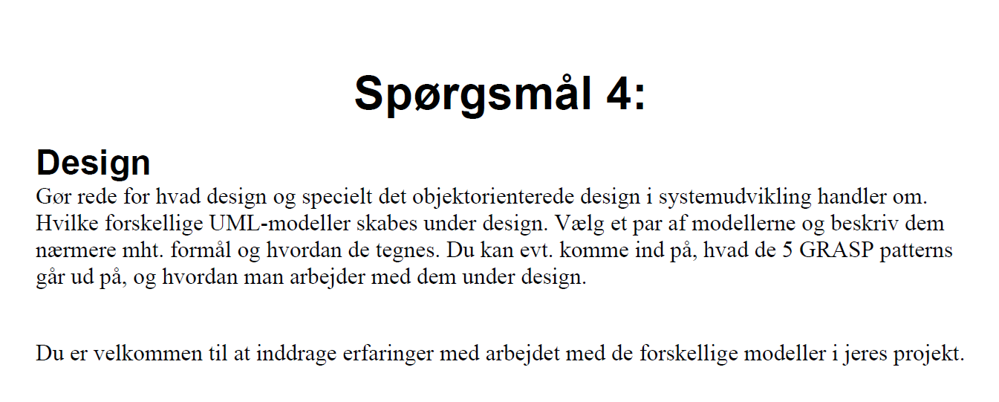 Spørgsmål 4:
Design
Gør rede for hvad design og specielt det objektorienterede design i systemudvikling handler om.
Hvilke forskellige UML-modeller skabes under design. Vælg et par af modellerne og beskriv dem
nærmere mht. formål og hvordan de tegnes. Du kan evt. komme ind på, hvad de 5 GRASP patterns
går ud på, og hvordan man arbejder med dem under design.
Du er velkommen til at inddrage erfaringer med arbejdet med de forskellige modeller i jeres projekt.